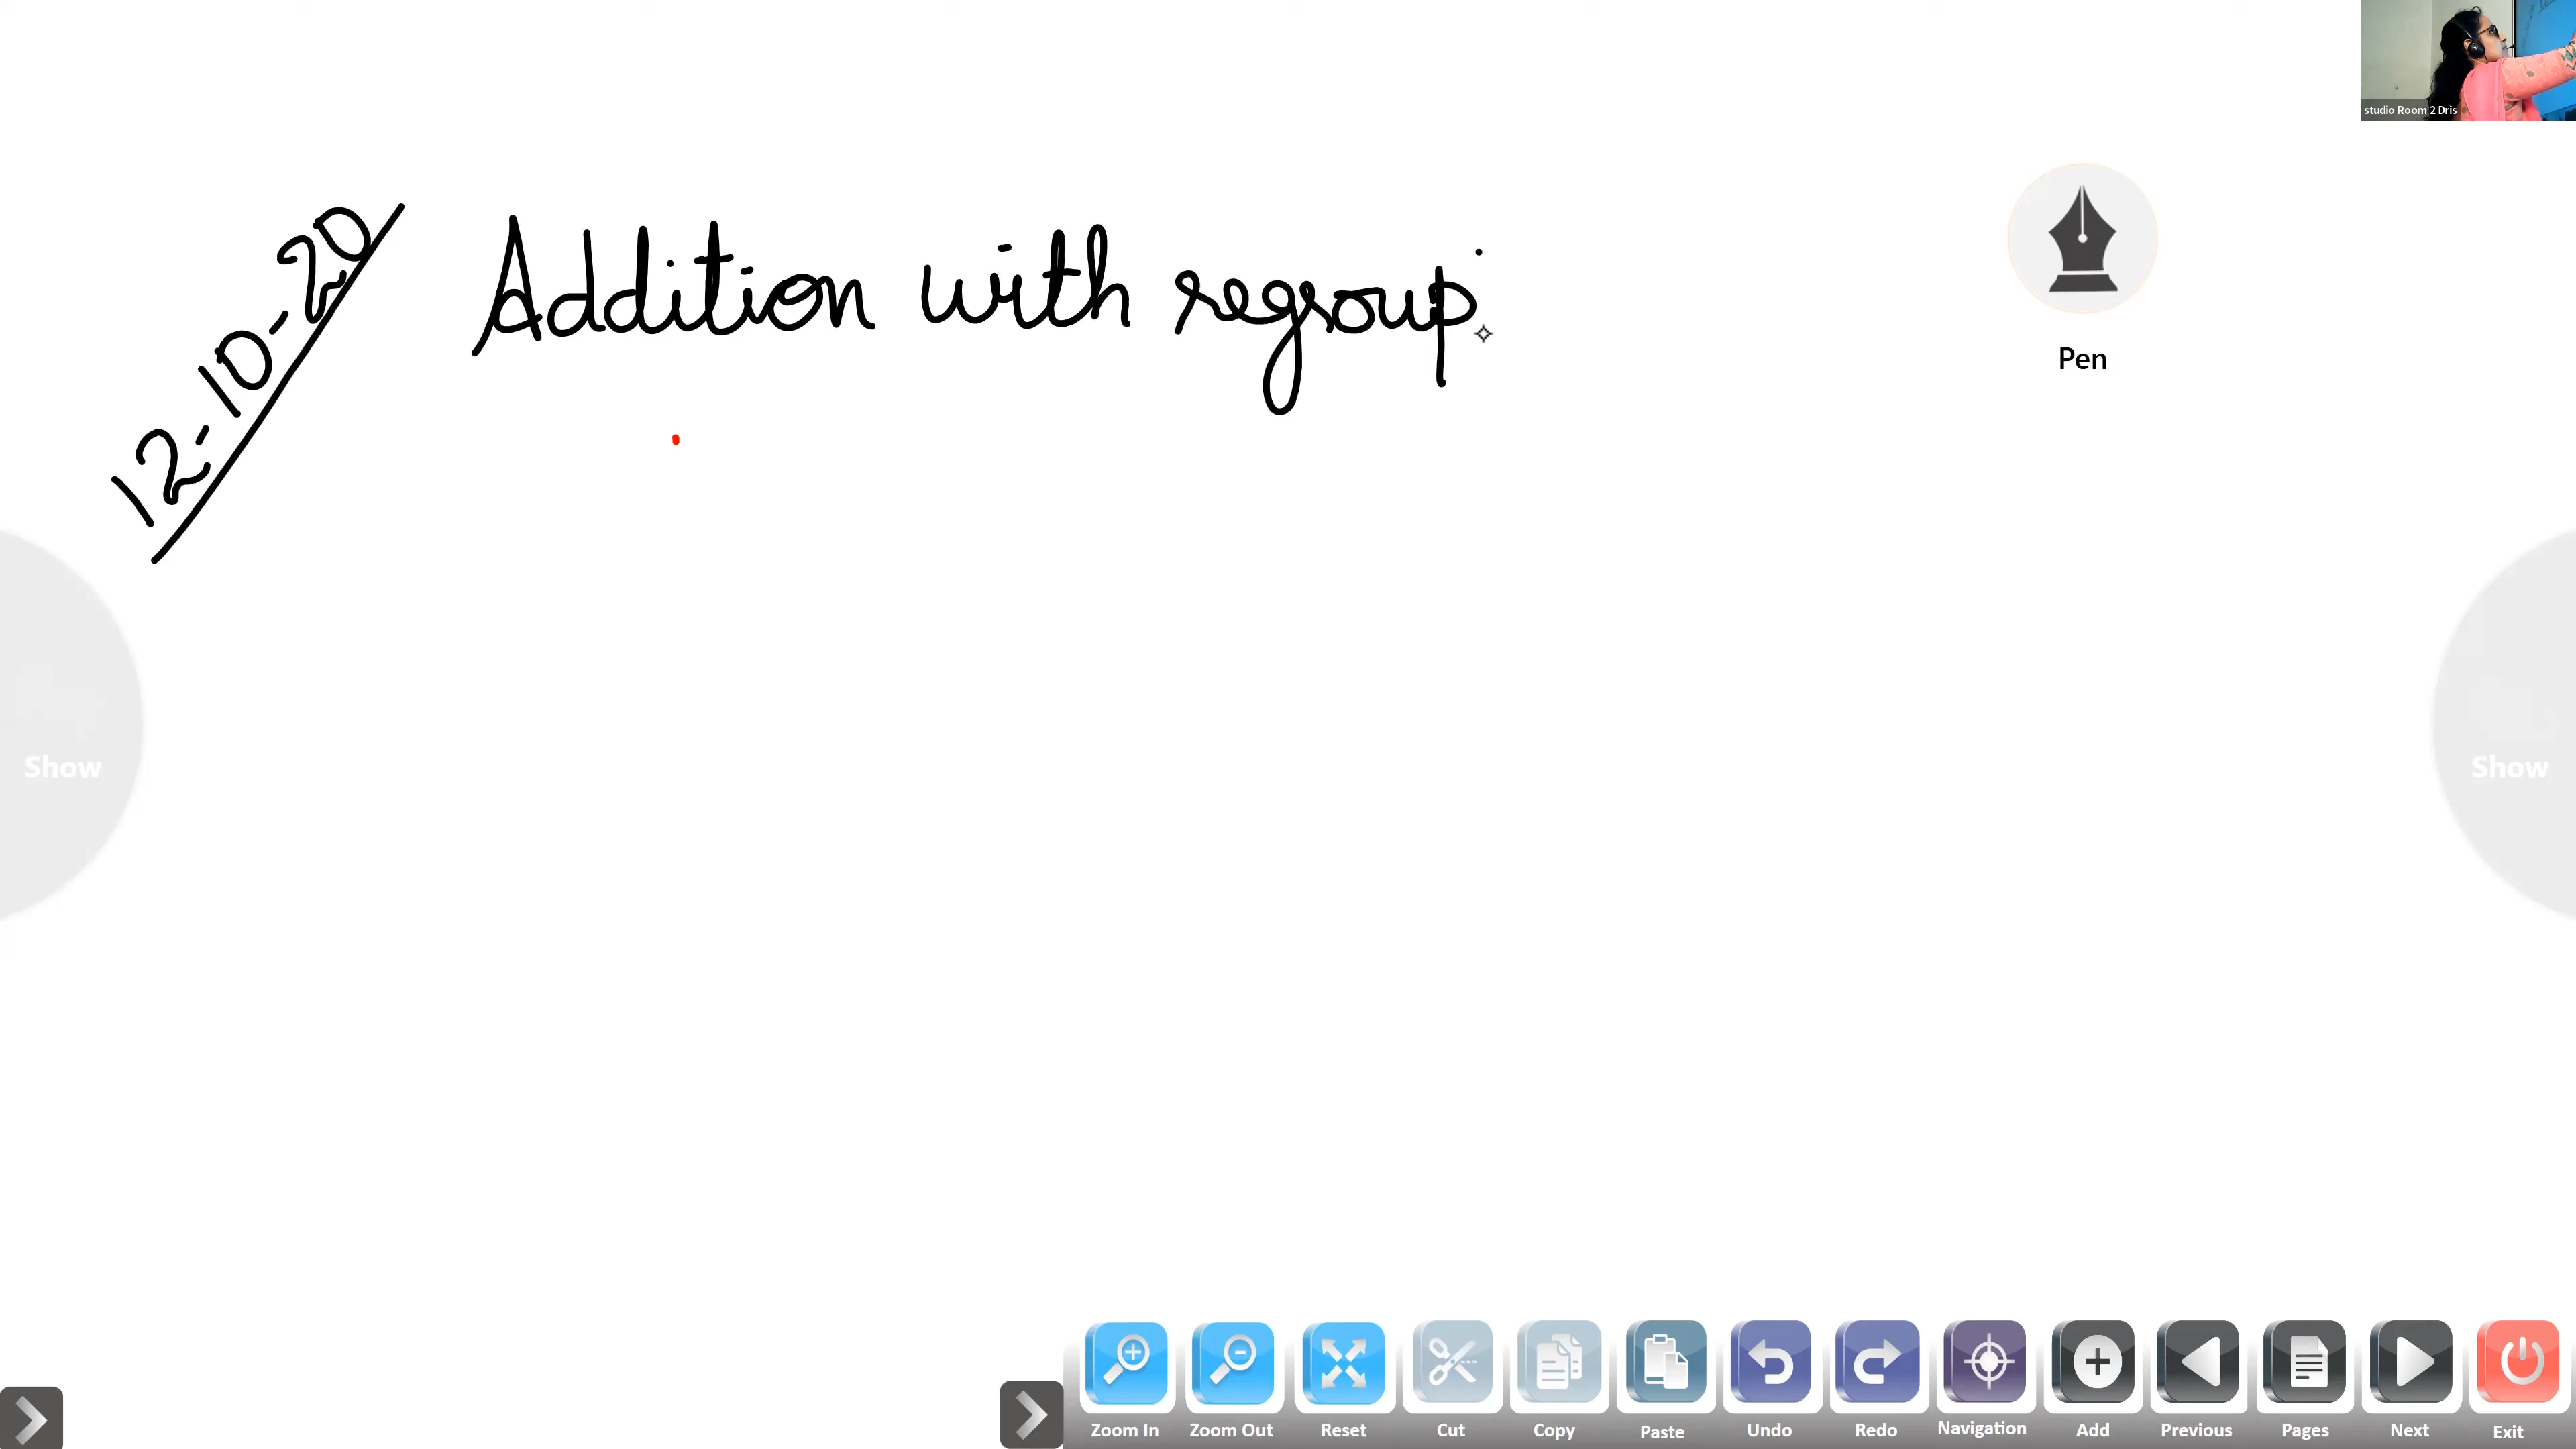 studio Room 2 Dris
12-10-20
Addition with regroup
Pen
Show
Show
Zoom In
Zoom Out
Reset
Cut
Copy
Paste
Undo
Redo
Navigation
Add
Previous
Pages
Next
Exit